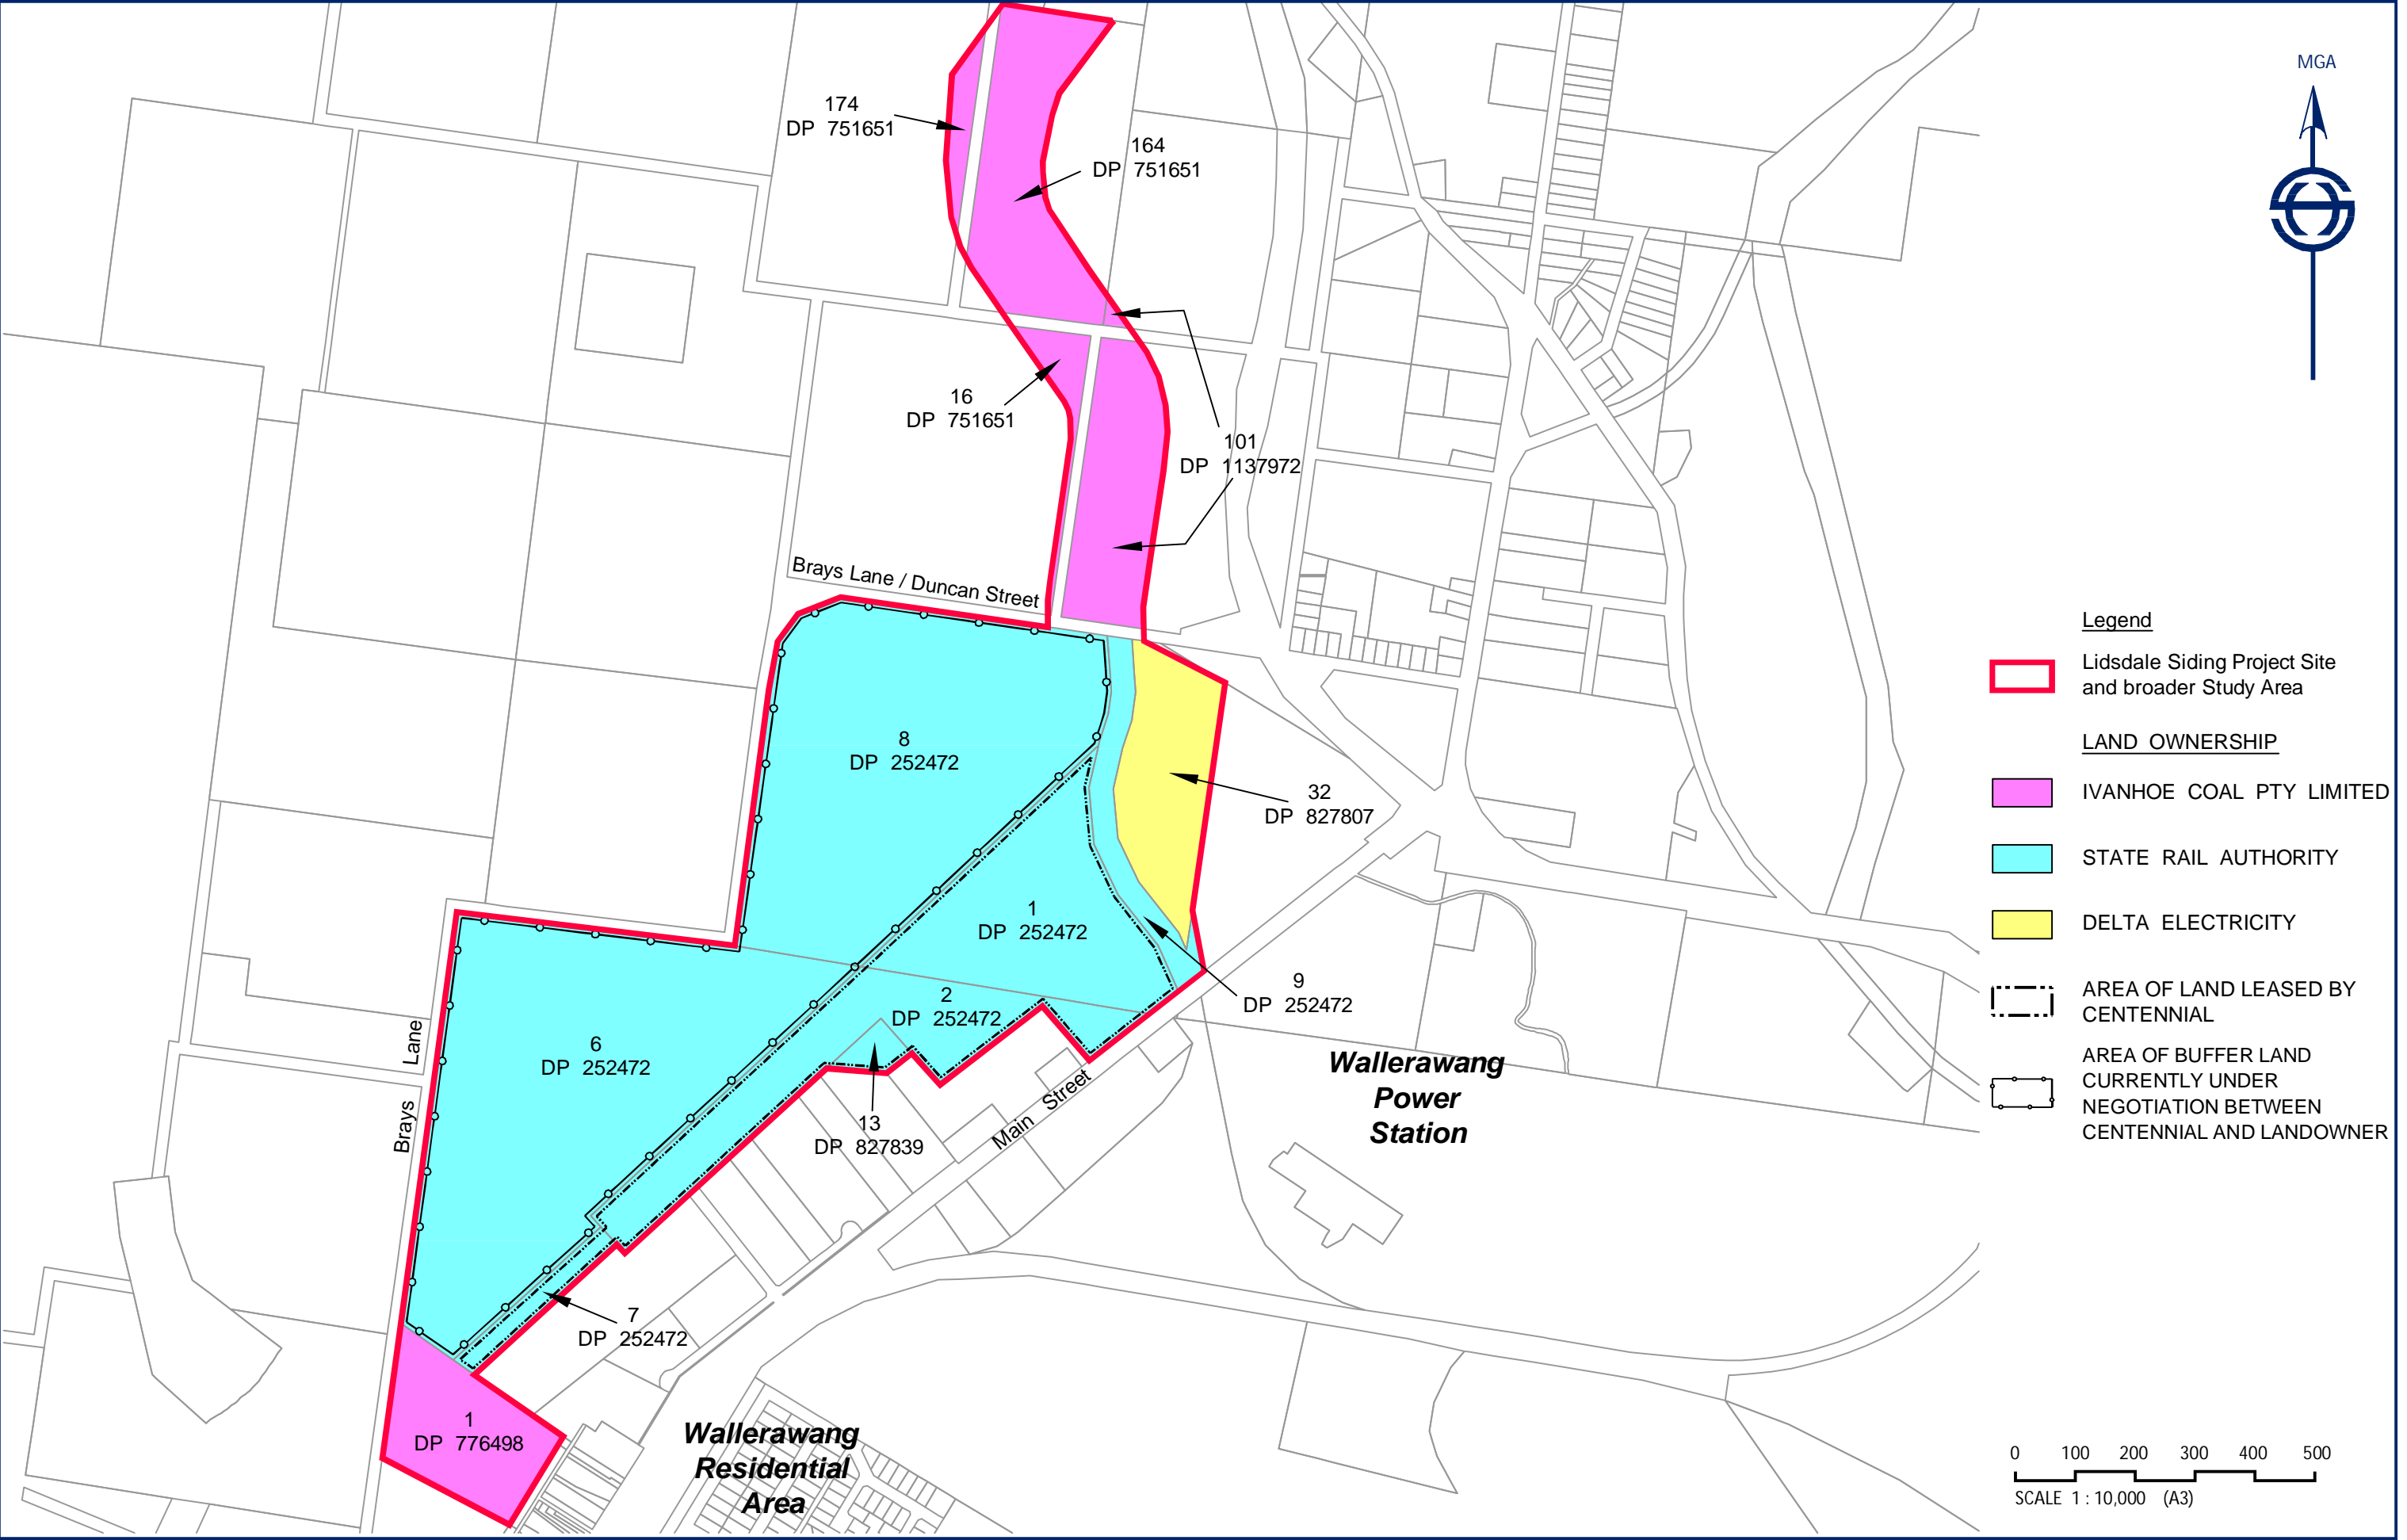 MGA
174
DP 751651
164
DP 751651
16
DP 751651
101
DP 1137972
Brays Lane / Duncan Street
8
DP 252472
32
DP 827807
1
DP 252472
9
DP 252472
2
DP 252472
6
DP 252472
Brays Lane
13
DP 827839
Main Street
7
DP 252472
1
DP 776498
Wallerawang
Power
Station
Wallerawang
Residential
Area
Legend
Lidsdale Siding Project Site
and broader Study Area
LAND OWNERSHIP
IVANHOE COAL PTY LIMITED
STATE RAIL AUTHORITY
DELTA ELECTRICITY
AREA OF LAND LEASED BY
CENTENNIAL
AREA OF BUFFER LAND
CURRENTLY UNDER
NEGOTIATION BETWEEN
CENTENNIAL AND LANDOWNER
0 100 200 300 400 500
SCALE 1 : 10,000 (A3)